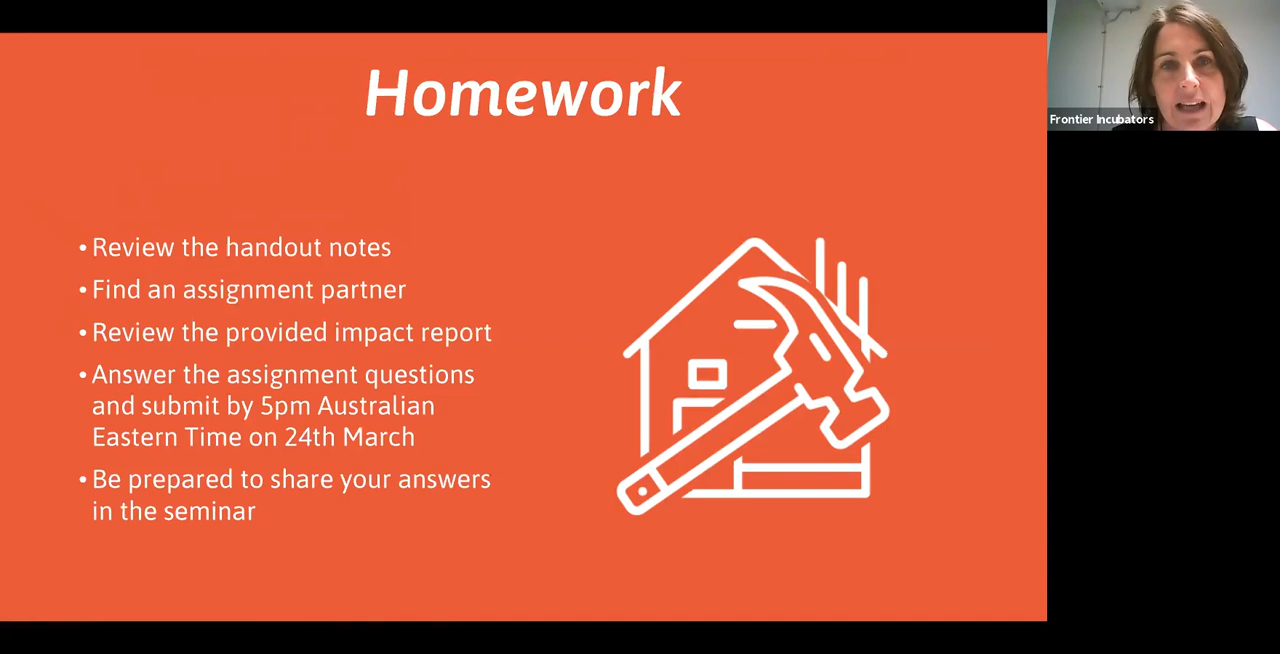 Homework
• Review the handout notes
• Find an assignment partner
• Review the provided impact report
• Answer the assignment questions
and submit by 5pm Australian
Eastern Time on 24th March
• Be prepared to share your answers
in the seminar
Frontier Incubators